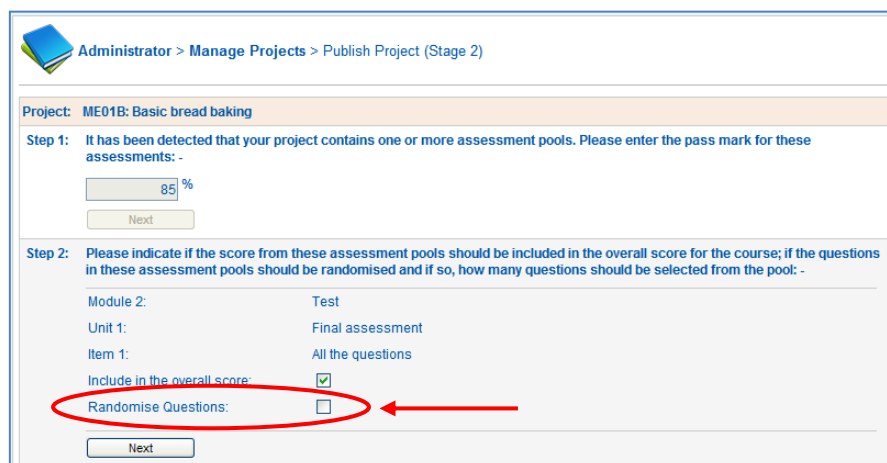 Administrator > Manage Projects > Publish Project (Stage 2)
Project: ME01B: Basic bread baking
Step 1: It has been detected that your project contains one or more assessment pools. Please enter the pass mark for these
assessments: -
85 %
Next
Step 2: Please indicate if the score from these assessment pools should be included in the overall score for the course; if the questions
in these assessment pools should be randomised and if so, how many questions should be selected from the pool: -
Module 2: Test
Unit 1: Final assessment
Item 1: All the questions
Include in the overall score:
Randomise Questions:
Next